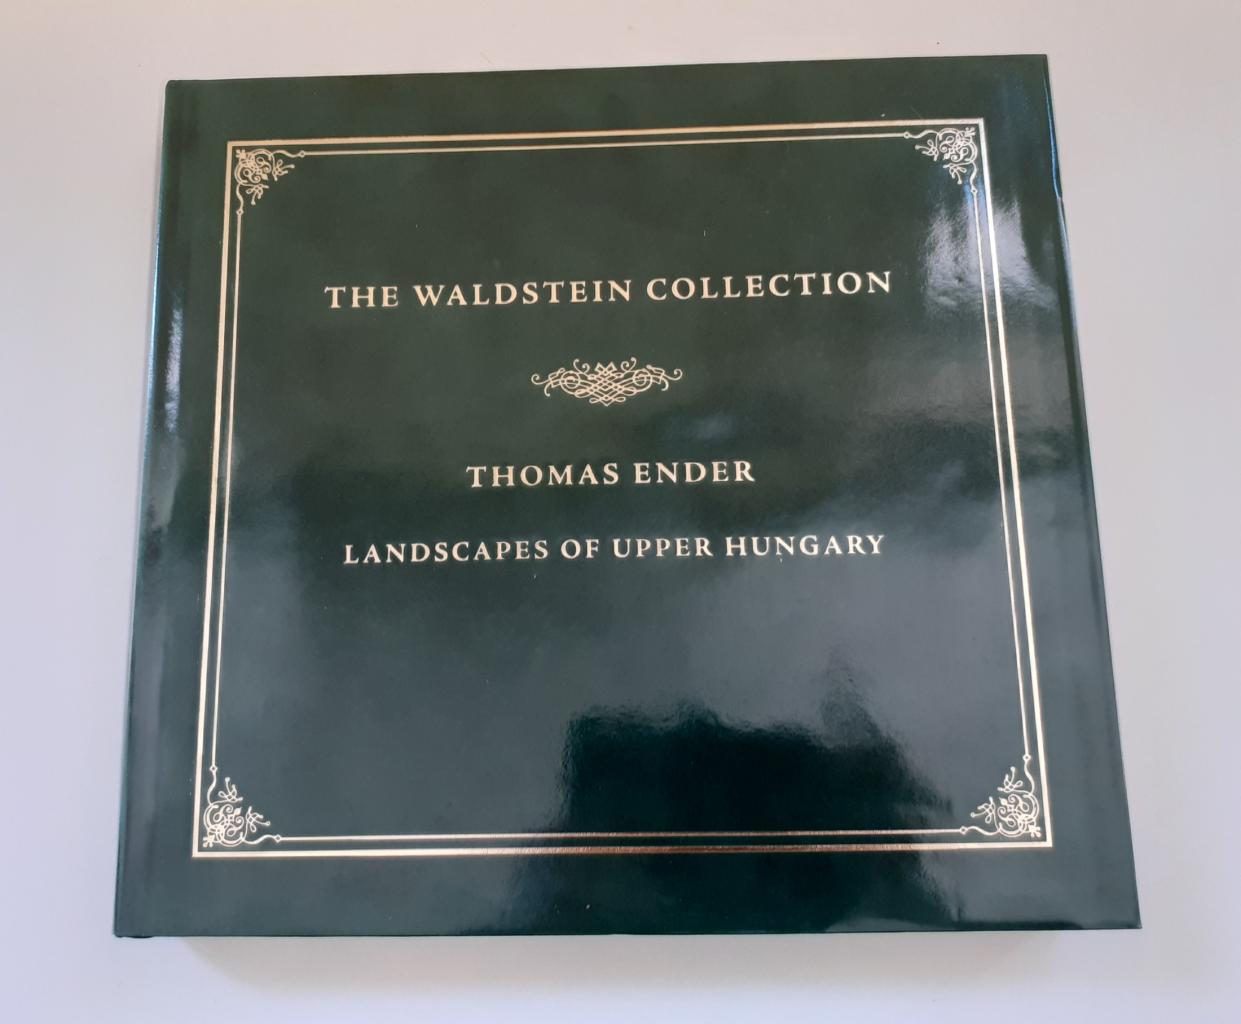 THE WALDSTEIN COLLECTION
THOMAS ENDER
LANDSCAPES OF UPPER HUNGARY